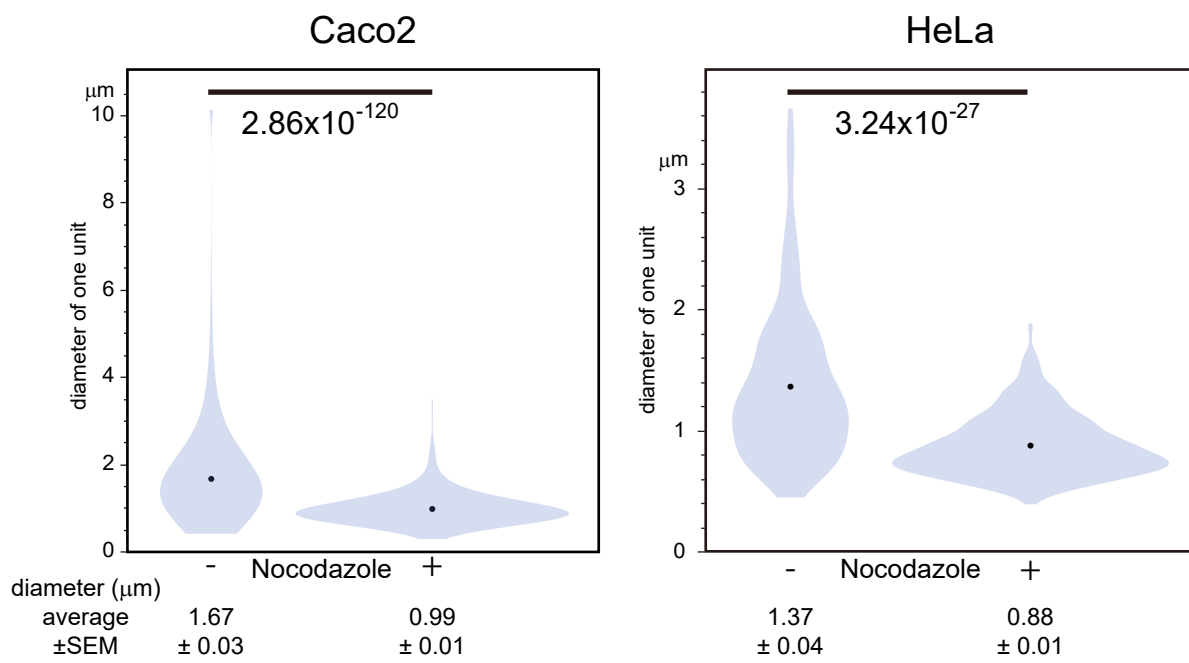 Caco2
μm
2.86x10-120
10
8
6
4
2
0
diameter of one unit
- Nocodazole +
HeLa
μm
3.24x10-27
3
2
1
0
diameter of one unit
- Nocodazole +
diameter (μm)
average 1.67 0.99 1.37 0.88
±SEM ± 0.03 ± 0.01 ± 0.04 ± 0.01